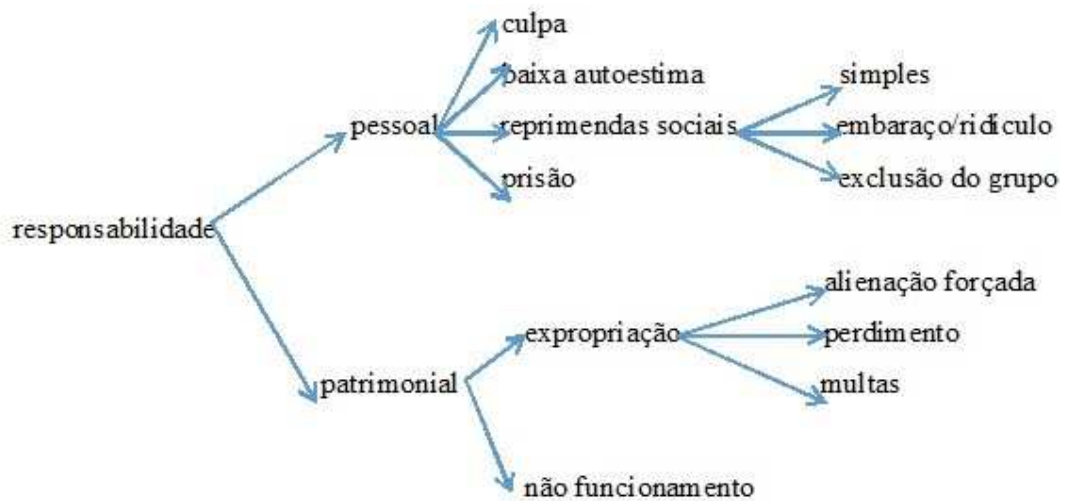 culpa
baixa autoestima
simples
pessoal
reprimendas sociais
embaraço/ridículo
prisão
exclusão do grupo
responsabilidade
alienação forçada
expropriação
perdimento
patrimonial
multas
não funcionamento